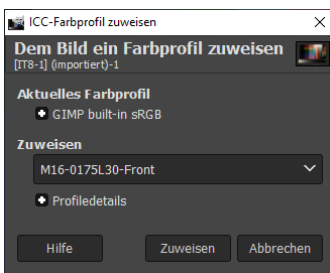 ICC-Farbprofil zuweisen
Dem Bild ein Farbprofil zuweisen
[IT8-1] (importiert)-1
Aktuelles Farbprofil
GIMP built-in sRGB
Zuweisen
M16-0175L30-Front
Profiledetails
Hilfe Zuweisen Abbrechen